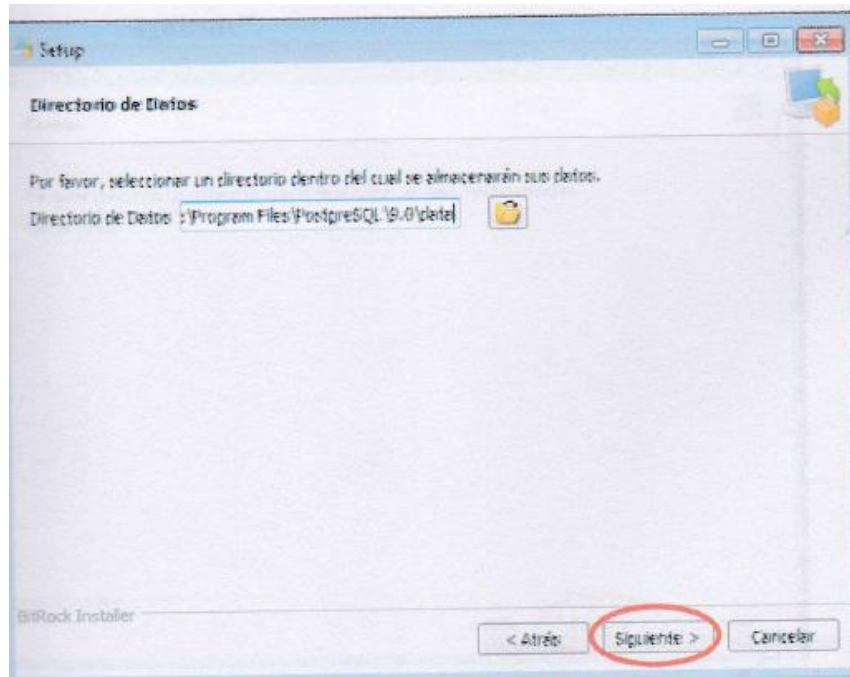 Setup
Directorio de Datos
Por favor, seleccionar un directorio dentro del cual se almacenarán sus datos.
Directorio de Datos :\Program Files\PostgreSQL\9.0\data
BitRock Installer
< Atrás
Siguiente >
Cancelar